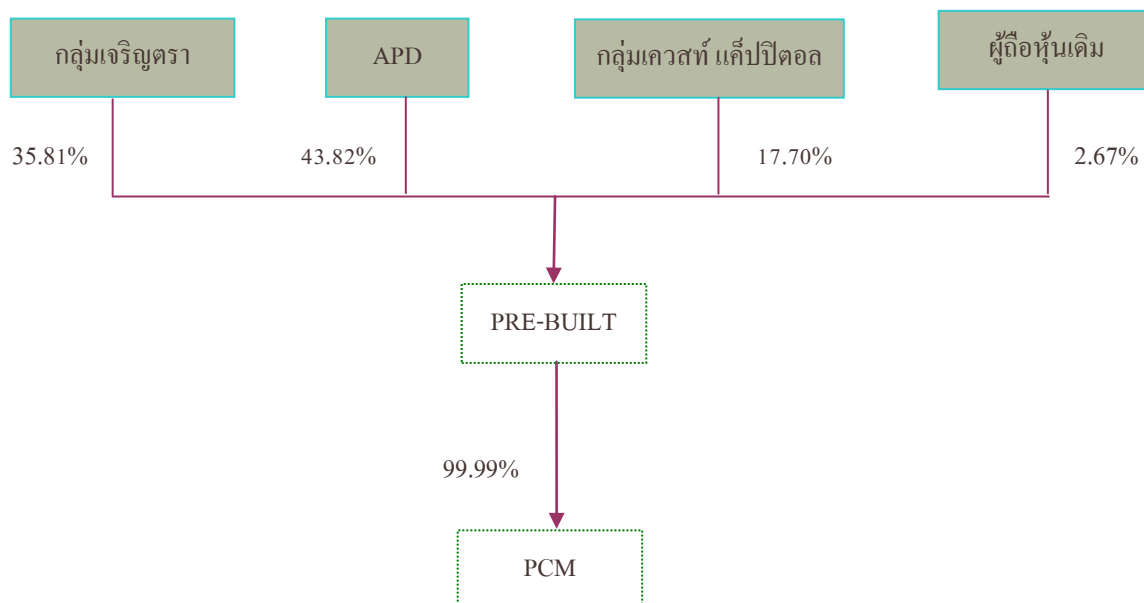 กลุ่มเจริญตรา
APD
กลุ่มเควสท์ แค็ปปิตอล
ผู้ถือหุ้นเดิม
35.81%
43.82%
17.70%
2.67%
PRE-BUILT
99.99%
PCM